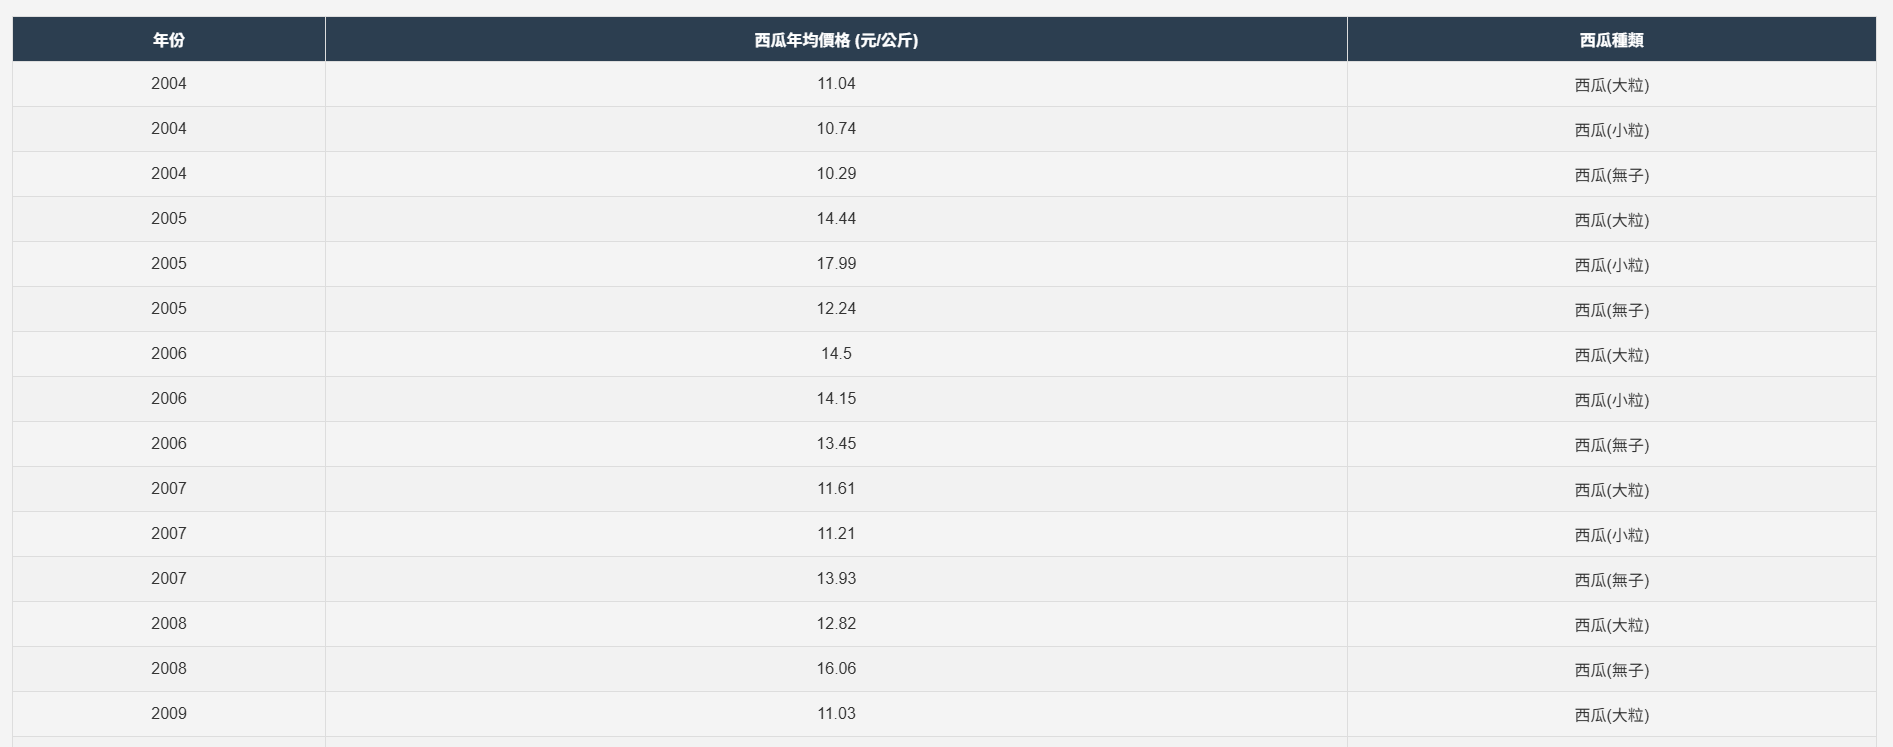 年份 西瓜年均價格 (元/公斤) 西瓜種類
2004 11.04 西瓜(大粒)
2004 10.74 西瓜(小粒)
2004 10.29 西瓜(無子)
2005 14.44 西瓜(大粒)
2005 17.99 西瓜(小粒)
2005 12.24 西瓜(無子)
2006 14.5 西瓜(大粒)
2006 14.15 西瓜(小粒)
2006 13.45 西瓜(無子)
2007 11.61 西瓜(大粒)
2007 11.21 西瓜(小粒)
2007 13.93 西瓜(無子)
2008 12.82 西瓜(大粒)
2008 16.06 西瓜(無子)
2009 11.03 西瓜(大粒)